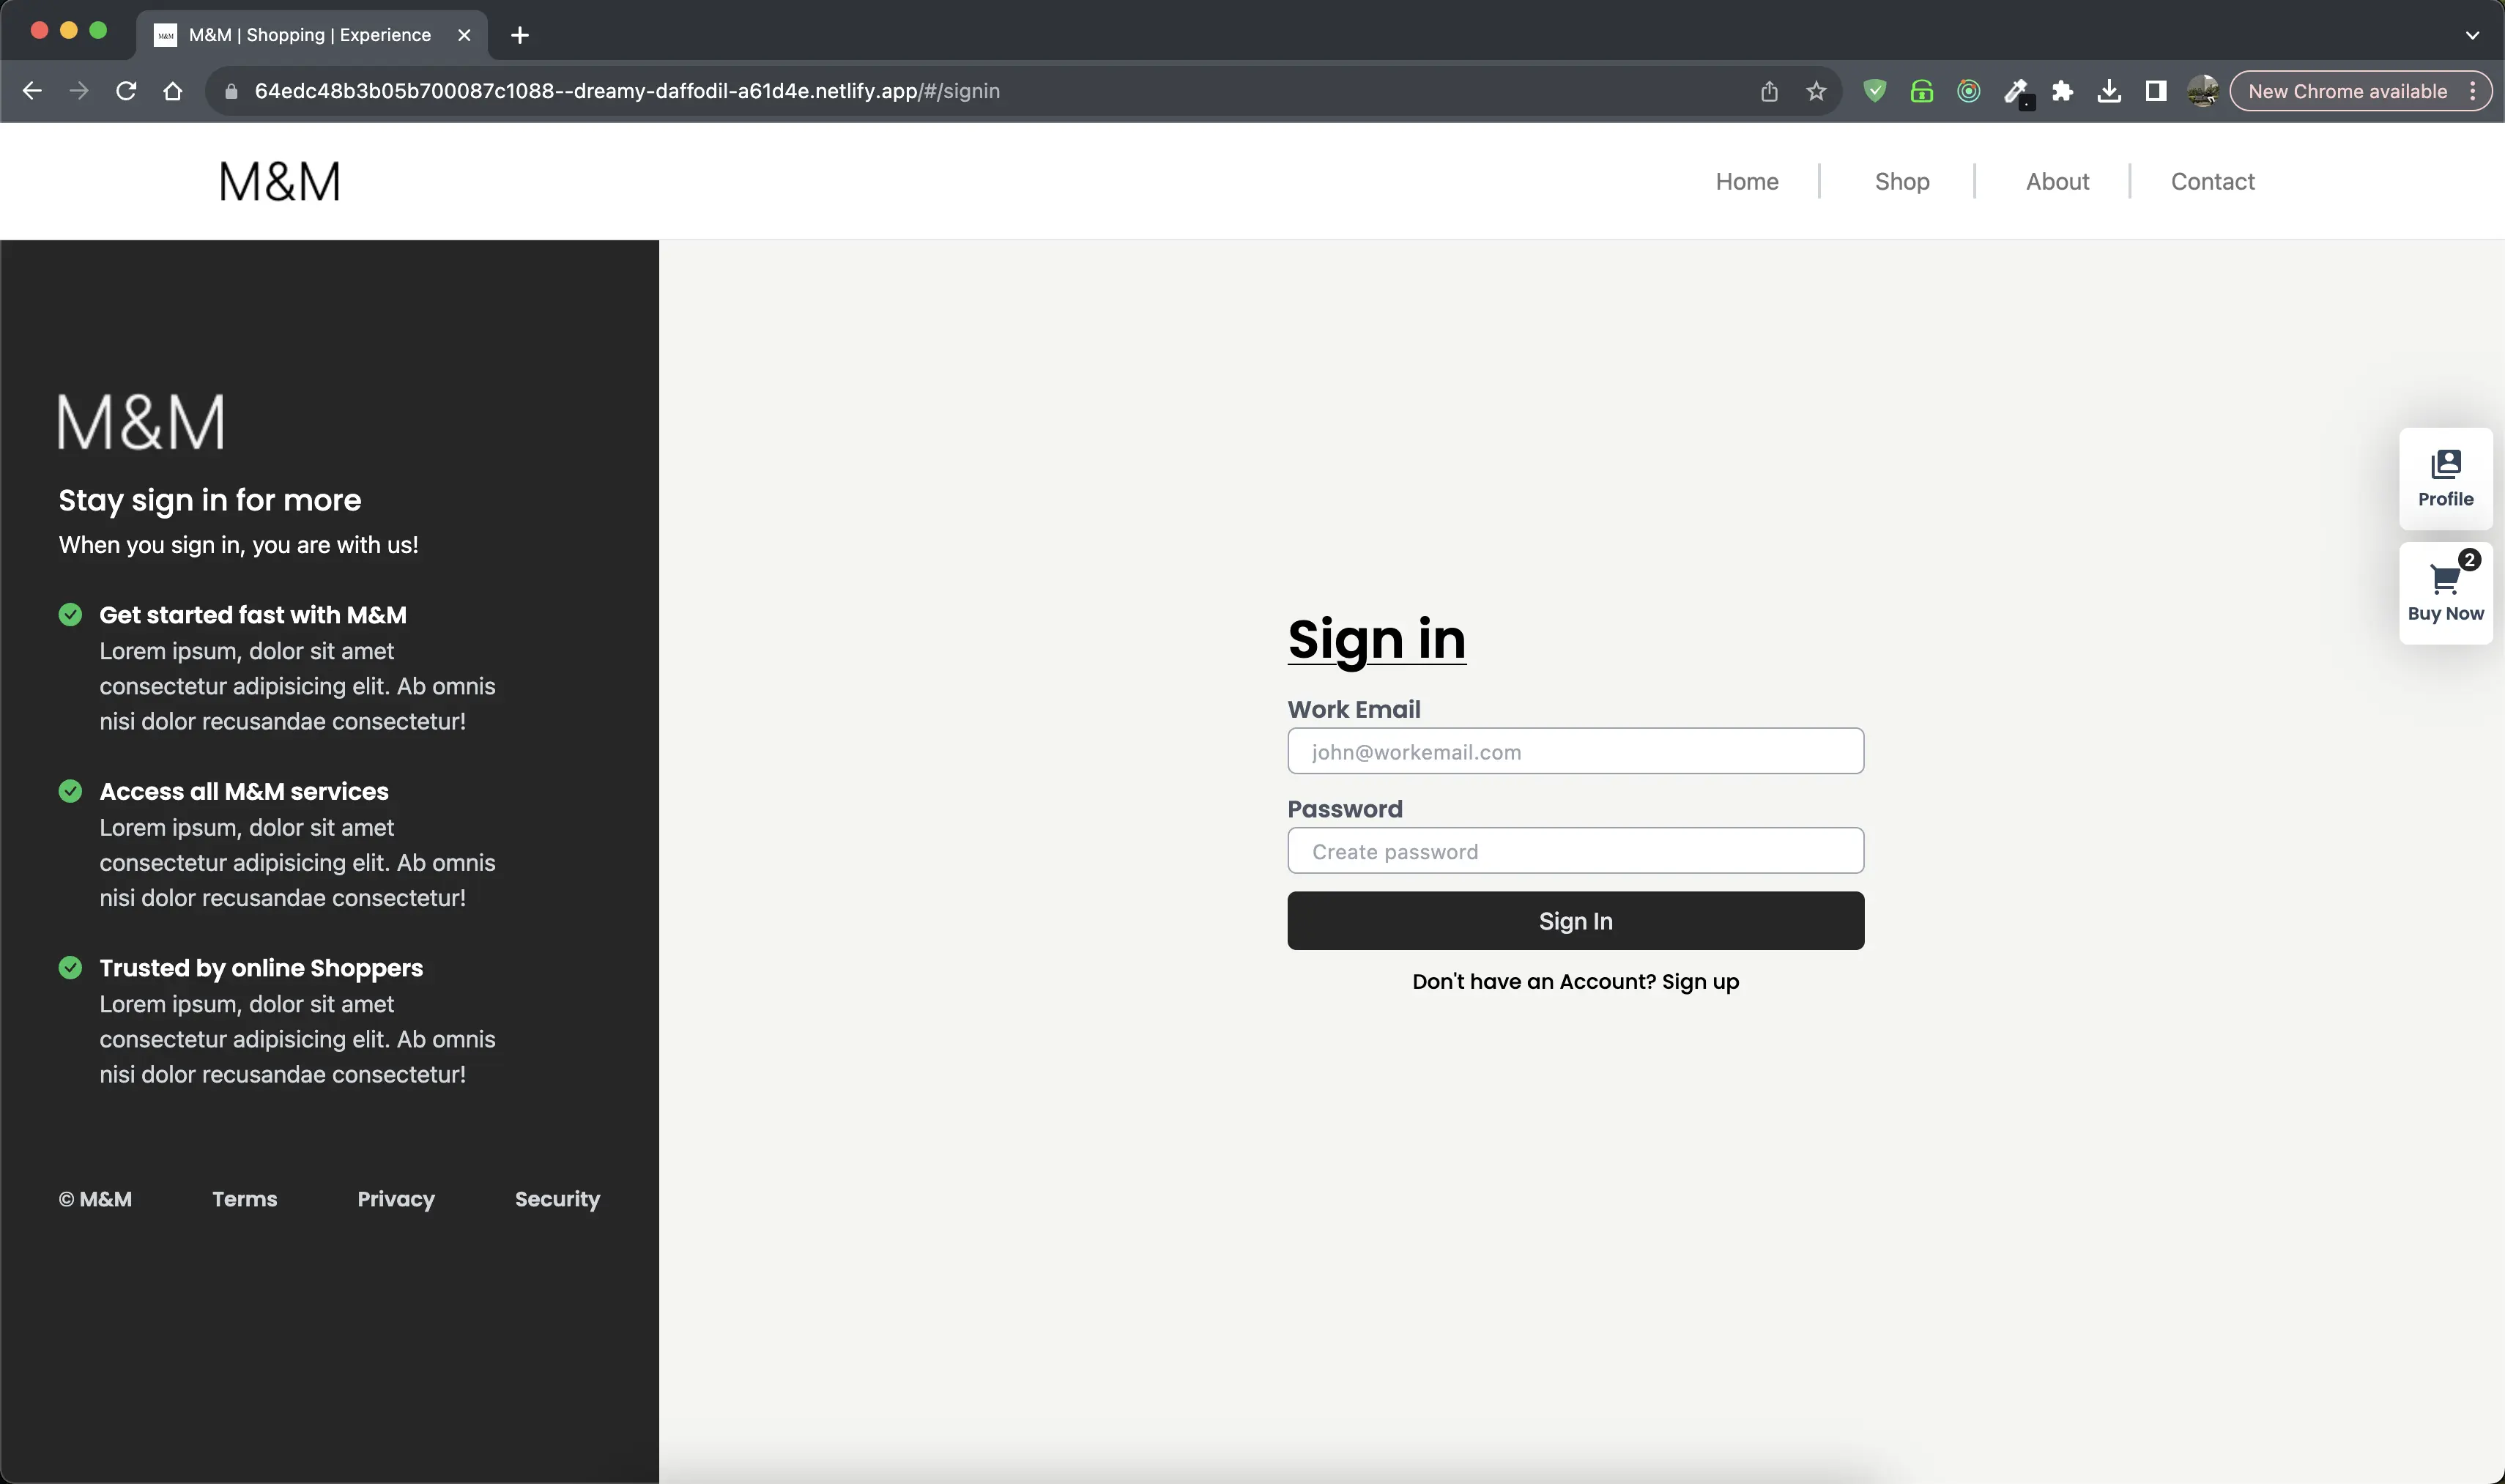 M&M | Shopping | Experience
64edc48b3b05b700087c1088--dreamy-daffodil-a61d4e.netlify.app/#/signin
New Chrome available
M&M
Home
Shop
About
Contact
M&M
Stay sign in for more
When you sign in, you are with us!
Get started fast with M&M
Lorem ipsum, dolor sit amet
consectetur adipisicing elit. Ab omnis
nisi dolor recusandae consectetur!
Access all M&M services
Lorem ipsum, dolor sit amet
consectetur adipisicing elit. Ab omnis
nisi dolor recusandae consectetur!
Trusted by online Shoppers
Lorem ipsum, dolor sit amet
consectetur adipisicing elit. Ab omnis
nisi dolor recusandae consectetur!
© M&M
Terms
Privacy
Security
Sign in
Work Email
john@workemail.com
Password
Create password
Sign In
Don't have an Account? Sign up
Profile
2
Buy Now